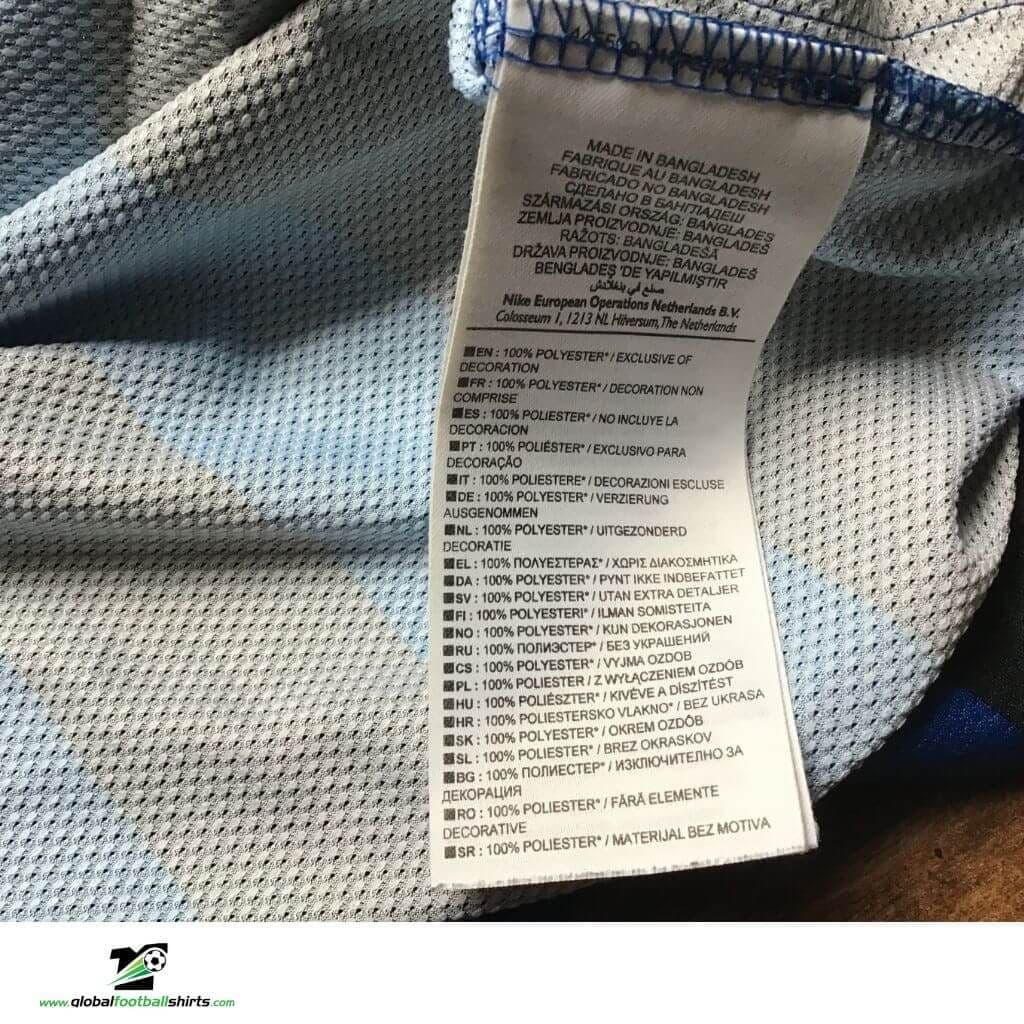 MADE IN BANGLADESH
FABRIQUE AU BANGLADESH
FABRICADO NO BANGLADESH
СДЕЛАНО В БАНГЛАДЕШ
SZÁRMAZÁSI ORSZÁG: BANGLADES
ZEMLJA PROIZVODNJE: BANGLADEŠ
RAŽOTS: BANGLADEŠĀ
DRŽAVA PROIZVODNJE: BANGLADEŠ
BENGLADEŞ'DE YAPILMIŞTIR
صنع في بنغلادش
Nike European Operations Netherlands B.V.
Colosseum 1, 1213 NL Hilversum, The Netherlands
EN : 100% POLYESTER* / EXCLUSIVE OF
DECORATION
FR : 100% POLYESTER* / DECORATION NON
COMPRISE
ES : 100% POLIESTER* / NO INCLUYE LA
DECORACION
PT : 100% POLIÉSTER* / EXCLUSIVO PARA
DECORAÇÃO
IT : 100% POLIESTERE* / DECORAZIONI ESCLUSE
DE : 100% POLYESTER* / VERZIERUNG
AUSGENOMMEN
NL : 100% POLYESTER* / UITGEZONDERD
DECORATIE
EL : 100% ΠΟΛΥΕΣΤΕΡΑΣ* / ΧΩΡΙΣ ΔΙΑΚΟΣΜΗΤΙΚΑ
DA : 100% POLYESTER* / PYNT IKKE INDBEFATTET
SV : 100% POLYESTER* / UTAN EXTRA DETALJER
FI : 100% POLYESTERI* / ILMAN SOMISTEITA
NO : 100% POLYESTER* / KUN DEKORASJONEN
RU : 100% ПОЛИЭСТЕР* / БЕЗ УКРАШЕНИЙ
CS : 100% POLYESTER* / VYJMA OZDOB
PL : 100% POLIESTER / Z WYŁĄCZENIEM OZDÓB
HU : 100% POLIÉSZTER* / KIVÉVE A DÍSZÍTÉST
HR : 100% POLIESTERSKO VLAKNO* / BEZ UKRASA
SK : 100% POLYESTER* / OKREM OZDÔB
SL : 100% POLIESTER* / BREZ OKRASKOV
BG : 100% ПОЛИЕСТЕР* / ИЗКЛЮЧИТЕЛНО ЗА
ДЕКОРАЦИЯ
RO : 100% POLIESTER* / FĂRĂ ELEMENTE
DECORATIVE
SR : 100% POLIESTER* / MATERIJAL BEZ MOTIVA
www.globalfootballshirts.com